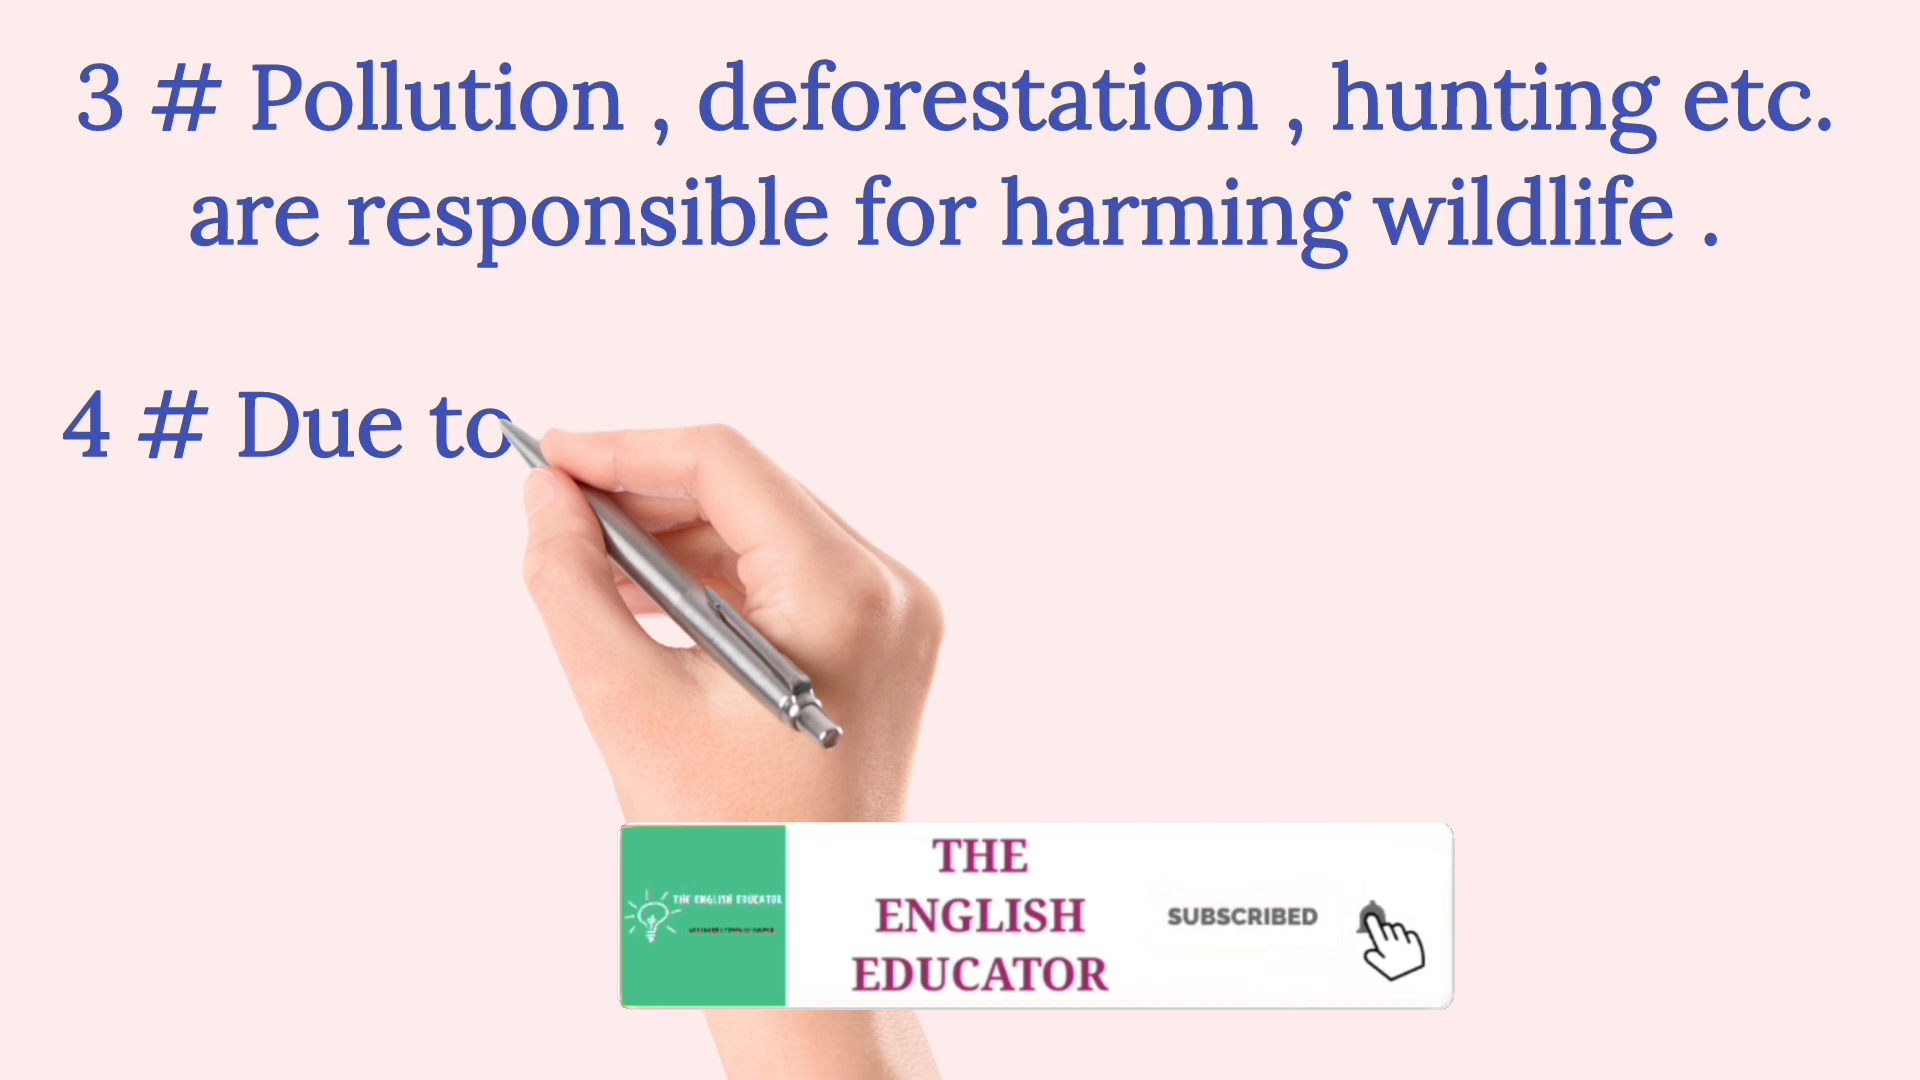 3 # Pollution , deforestation , hunting etc.
are responsible for harming wildlife .
4 # Due to
THE ENGLISH EDUCATOR
THE
ENGLISH
EDUCATOR
SUBSCRIBED